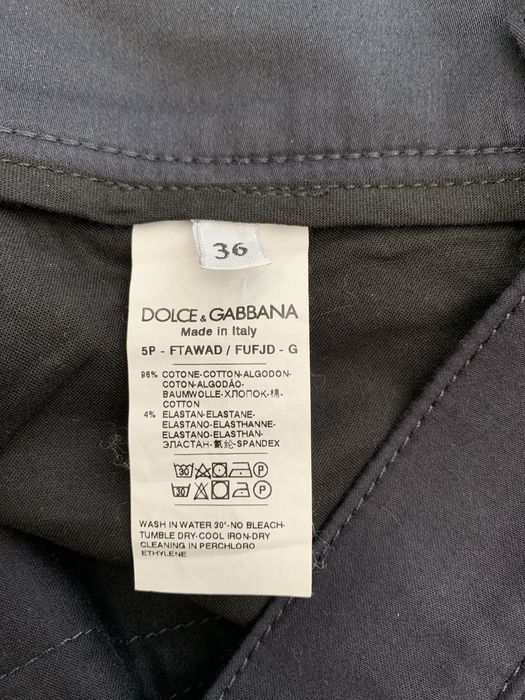 36
DOLCE & GABBANA
Made in Italy
5P - FTAWAD / FUFJD - G
96% COTONE-COTTON-ALGODON-
COTON-ALGODÃO-
BAUMWOLLE-ХЛОПОК-棉-
COTTON
4% ELASTAN-ELASTANE-
ELASTANO-ELASTHANNE-
ELASTANO-ELASTHAN-
ЭЛАСТАН-氨纶-SPANDEX
30 P
30 P
WASH IN WATER 30°-NO BLEACH-
TUMBLE DRY-COOL IRON-DRY
CLEANING IN PERCHLORO
ETHYLENE